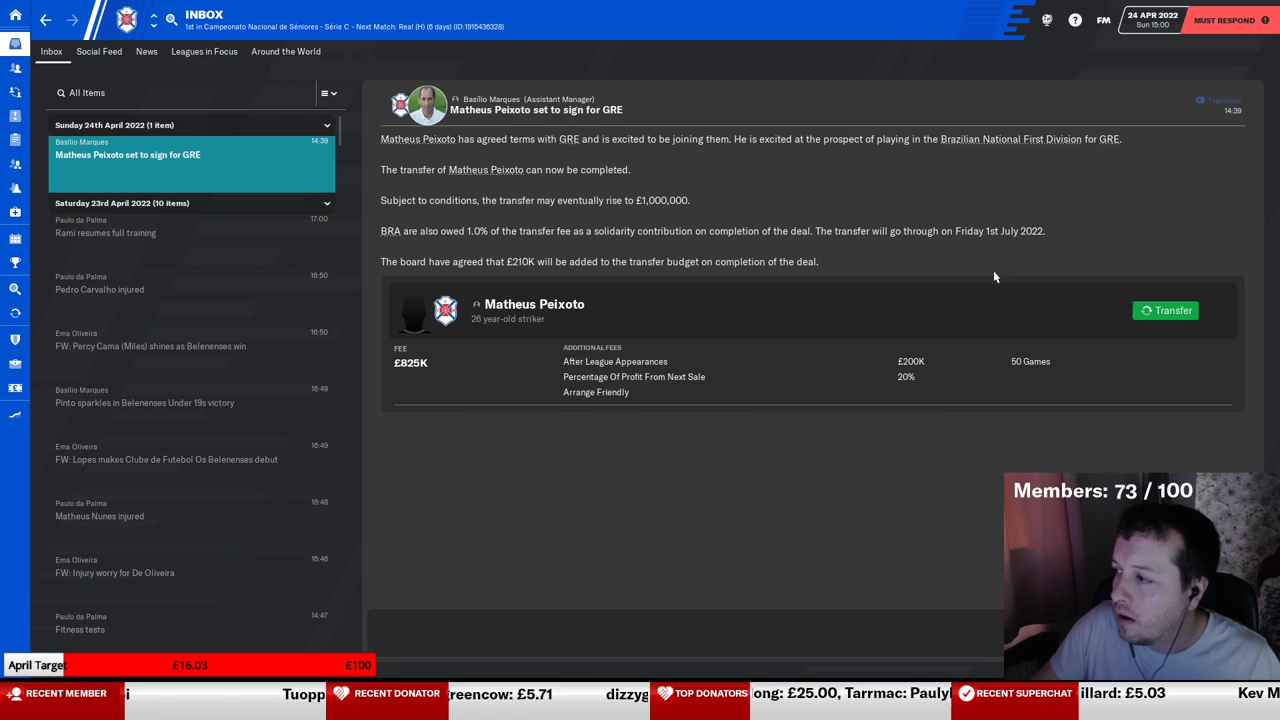 INBOX
1st in Campeonato Nacional de Séniores - Série C - Next Match: Real (H) (6 days) (ID:1915436328)
FM
24 APR 2022
Sun 15:00
MUST RESPOND
Inbox
Social Feed
News
Leagues in Focus
Around the World
All Items
Sunday 24th April 2022 (1 item)
Basílio Marques
14:39
Matheus Peixoto set to sign for GRE
Saturday 23rd April 2022 (10 items)
Paulo da Palma
17:00
Rami resumes full training
Paulo da Palma
16:50
Pedro Carvalho injured
Ema Oliveira
16:50
FW: Percy Cama (Miles) shines as Belenenses win
Basílio Marques
16:49
Pinto sparkles in Belenenses Under 19s victory
Ema Oliveira
16:49
FW: Lopes makes Clube de Futebol Os Belenenses debut
Paulo da Palma
16:48
Matheus Nunes injured
Ema Oliveira
16:46
FW: Injury worry for De Oliveira
Paulo da Palma
14:47
Fitness tests
Basílio Marques (Assistant Manager)
Matheus Peixoto set to sign for GRE
Transfers
14:39
Matheus Peixoto has agreed terms with GRE and is excited to be joining them. He is excited at the prospect of playing in the Brazilian National First Division for GRE.
The transfer of Matheus Peixoto can now be completed.
Subject to conditions, the transfer may eventually rise to £1,000,000.
BRA are also owed 1.0% of the transfer fee as a solidarity contribution on completion of the deal. The transfer will go through on Friday 1st July 2022.
The board have agreed that £210K will be added to the transfer budget on completion of the deal.
Matheus Peixoto
26 year-old striker
Transfer
FEE
£825K
ADDITIONAL FEES
After League Appearances £200K 50 Games
Percentage Of Profit From Next Sale 20%
Arrange Friendly
Members: 73 / 100
April Target £16.03 £100
RECENT MEMBER
i Tuopp
RECENT DONATOR
reencow: £5.71 dizzyg
TOP DONATORS
ong: £25.00, Tarrmac: Pauly
RECENT SUPERCHAT
illard: £5.03 Kev M